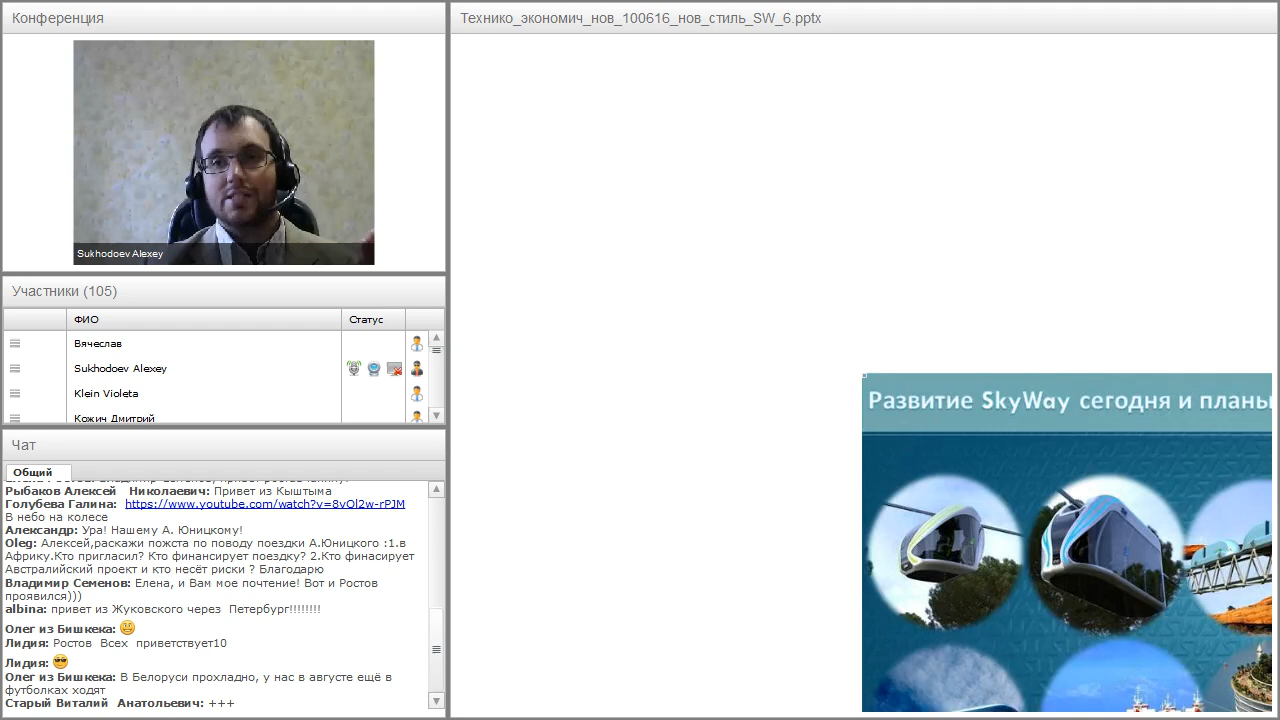 Конференция
Технико_экономич_нов_100616_нов_стиль_SW_6.pptx
Sukhodoev Alexey
Участники (105)
ФИО
Статус
Вячеслав
Sukhodoev Alexey
Klein Violeta
Кожич Дмитрий
Чат
Общий
Рыбаков Алексей Николаевич: Привет из Кыштыма
Голубева Галина: https://www.youtube.com/watch?v=8vQl2w-rPJM
В небо на колесе
Александр: Ура! Нашему А. Юницкому!
Oleg: Алексей,раскажи пожста по поводу поездки А.Юницкого :1.в
Африку.Кто пригласил? Кто финансирует поездку? 2.Кто финасирует
Австралийский проект и кто несёт риски ? Благодарю
Владимир Семенов: Елена, и Вам мое почтение! Вот и Ростов
проявился)))
albina: привет из Жуковского через Петербург!!!!!!!!
Олег из Бишкека:
Лидия: Ростов Всех приветствует10
Лидия:
Олег из Бишкека: В Белоруси прохладно, у нас в августе ещё в
футболках ходят
Старый Виталий Анатольевич: +++
Развитие SkyWay сегодня и планы